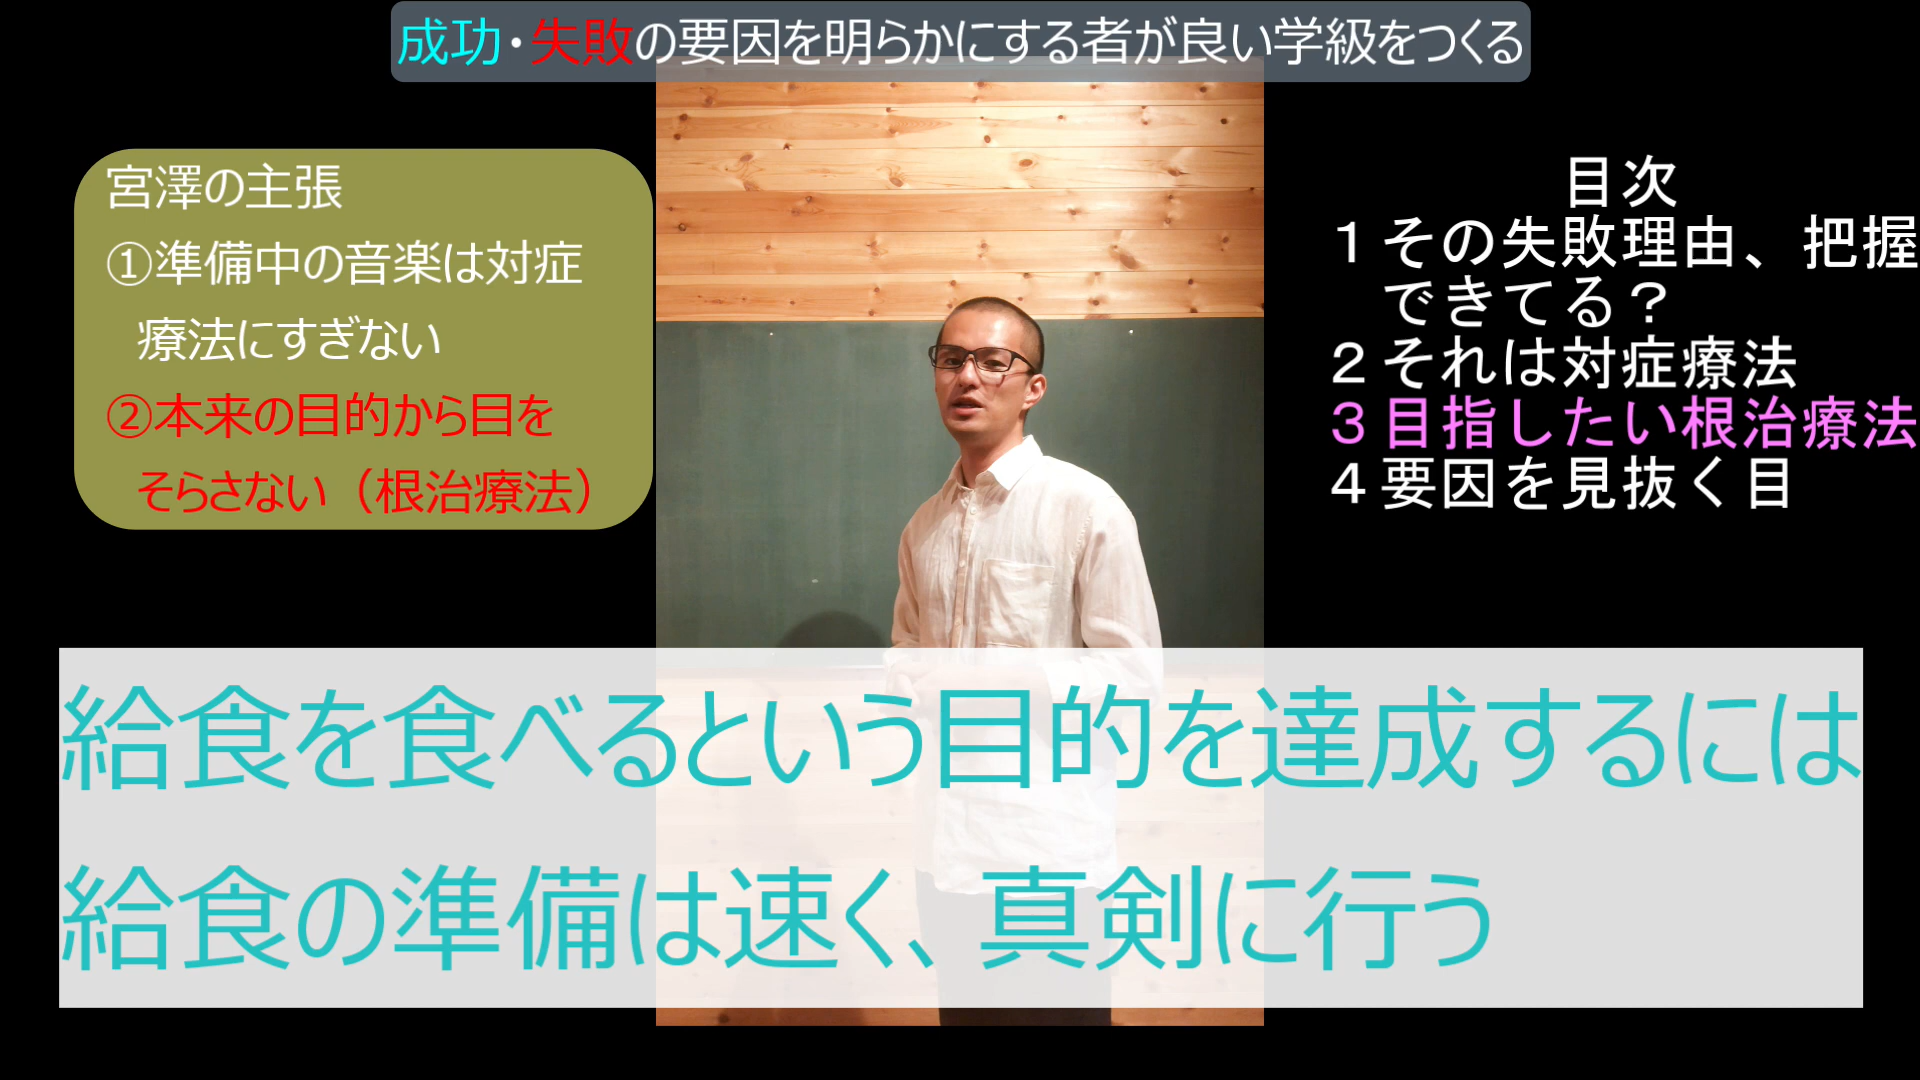 成功・失敗の要因を明らかにする者が良い学級をつくる
宮澤の主張
①準備中の音楽は対症
療法にすぎない
②本来の目的から目を
そらさない（根治療法）
目次
１その失敗理由、把握
できてる？
２それは対症療法
３目指したい根治療法
４要因を見抜く目
給食を食べるという目的を達成するには
給食の準備は速く、真剣に行う